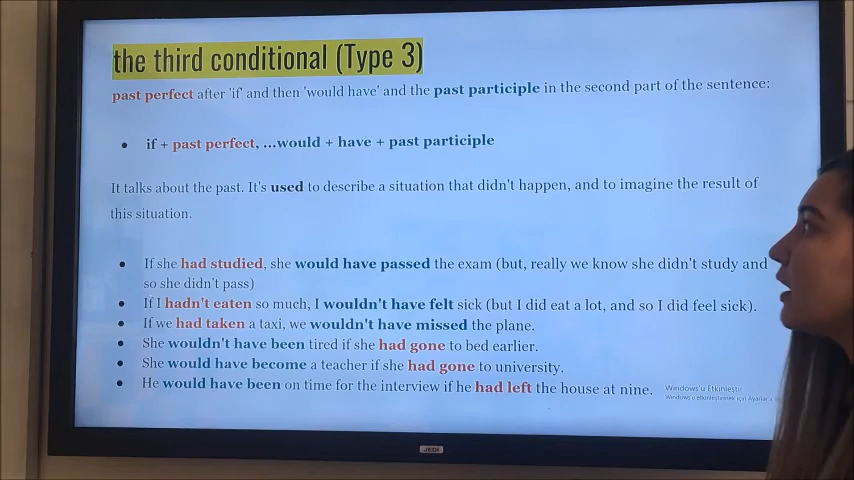 the third conditional (Type 3)
past perfect after 'if' and then 'would have' and the past participle in the second part of the sentence:
• if + past perfect, ...would + have + past participle
It talks about the past. It's used to describe a situation that didn't happen, and to imagine the result of
this situation.
• If she had studied, she would have passed the exam (but, really we know she didn't study and
so she didn't pass)
• If I hadn't eaten so much, I wouldn't have felt sick (but I did eat a lot, and so I did feel sick).
• If we had taken a taxi, we wouldn't have missed the plane.
• She wouldn't have been tired if she had gone to bed earlier.
• She would have become a teacher if she had gone to university.
• He would have been on time for the interview if he had left the house at nine.
Windows'u Etkinleştir
Windows'u etkinleştirmek için Ayarlar'a
JEDI